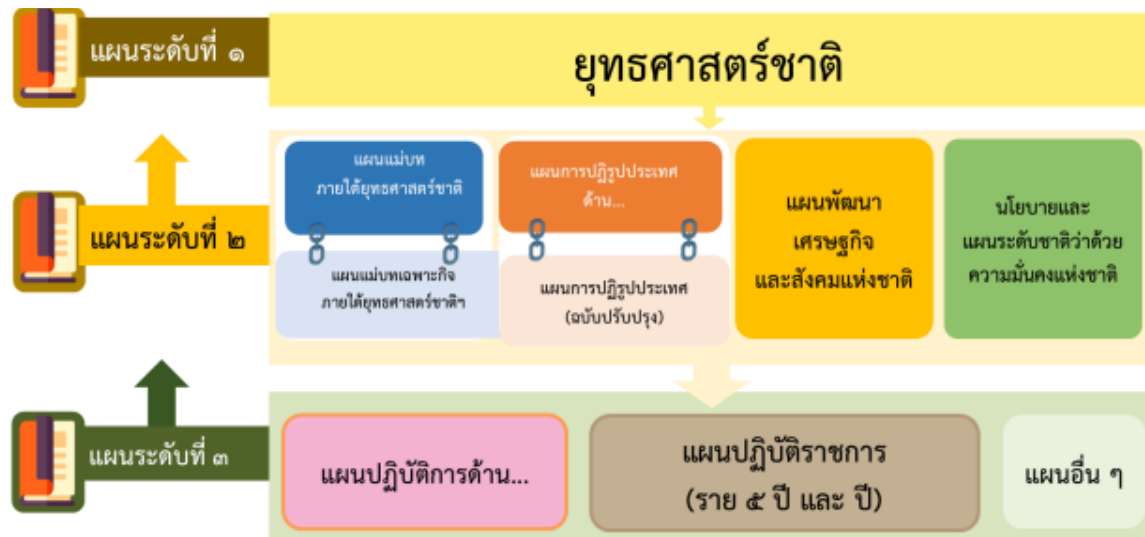 แผนระดับที่ ๑
ยุทธศาสตร์ชาติ
แผนระดับที่ ๒
แผนแม่บท
ภายใต้ยุทธศาสตร์ชาติ
แผนแม่บทเฉพาะกิจ
ภายใต้ยุทธศาสตร์ชาติฯ
แผนการปฏิรูปประเทศ
ด้าน...
แผนการปฏิรูปประเทศ
(ฉบับปรับปรุง)
แผนพัฒนา
เศรษฐกิจ
และสังคมแห่งชาติ
นโยบายและ
แผนระดับชาติว่าด้วย
ความมั่นคงแห่งชาติ
แผนระดับที่ ๓
แผนปฏิบัติการด้าน...
แผนปฏิบัติราชการ
(ราย ๕ ปี และ ปี)
แผนอื่น ๆ